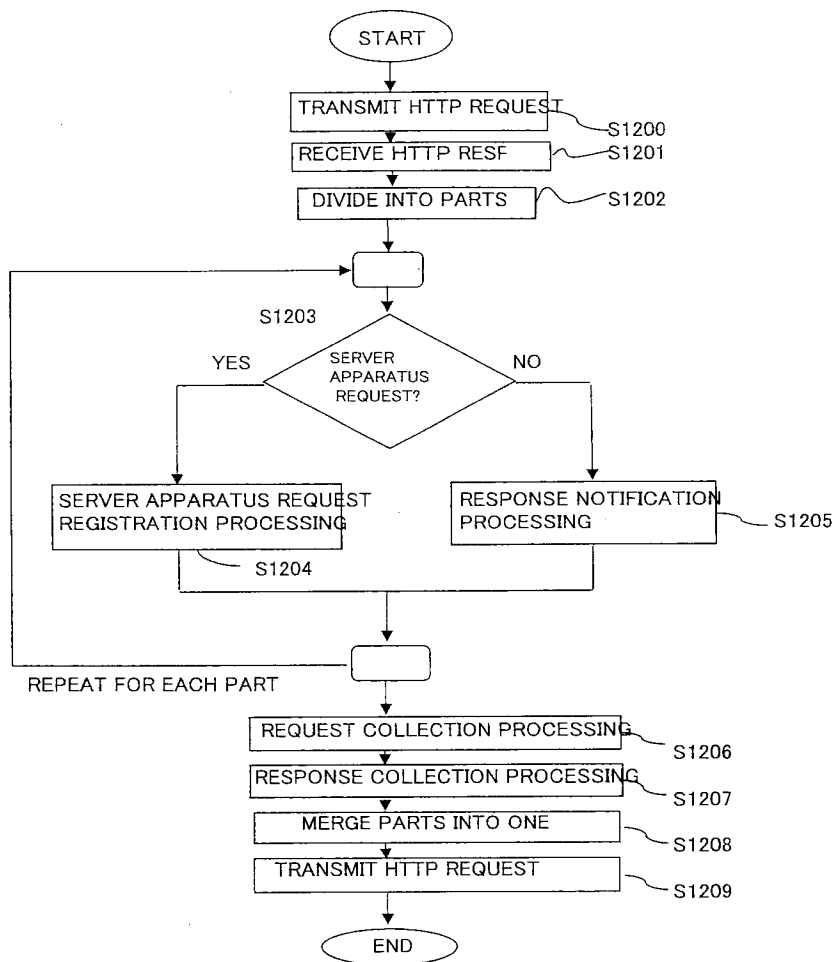 START
TRANSMIT HTTP REQUEST
S1200
RECEIVE HTTP RESF
S1201
DIVIDE INTO PARTS
S1202
S1203
YES
SERVER
APPARATUS
REQUEST?
NO
SERVER APPARATUS REQUEST
REGISTRATION PROCESSING
S1204
RESPONSE NOTIFICATION
PROCESSING
S1205
REPEAT FOR EACH PART
REQUEST COLLECTION PROCESSING
S1206
RESPONSE COLLECTION PROCESSING
S1207
MERGE PARTS INTO ONE
S1208
TRANSMIT HTTP REQUEST
S1209
END